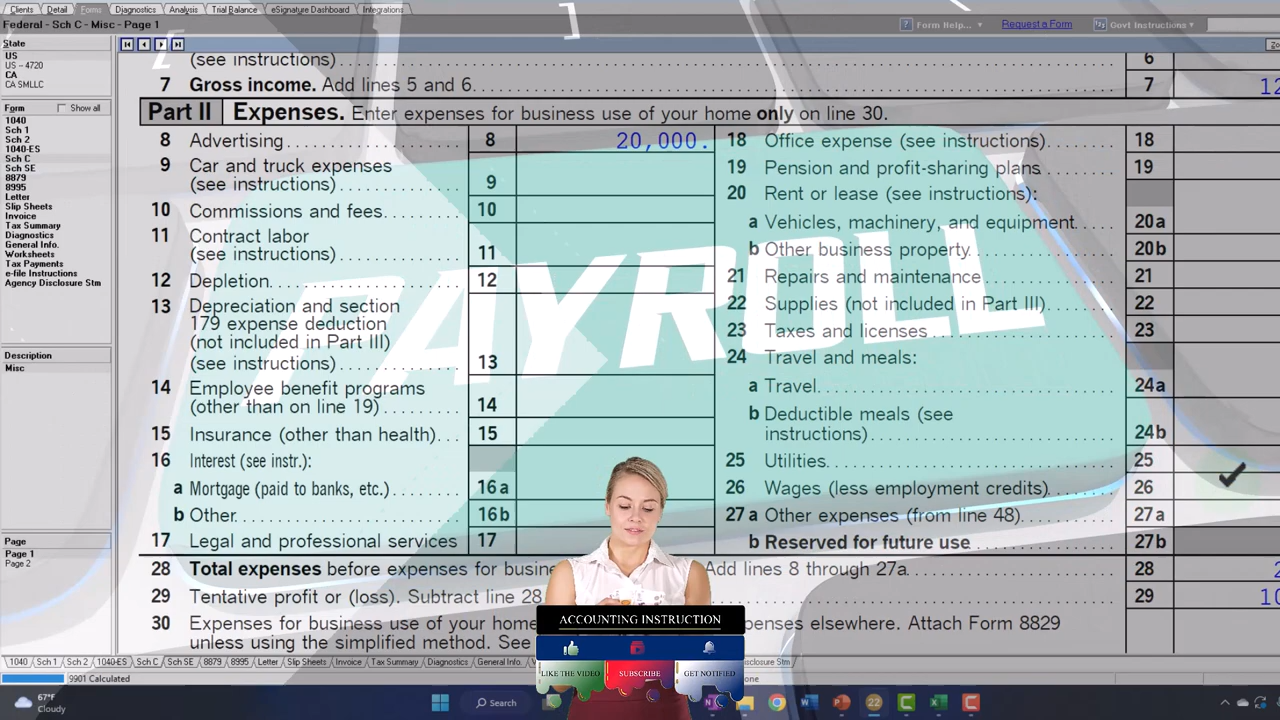 Clients Detail Forms Diagnostics Analysis Trial Balance eSignature Dashboard Integrations
Federal - Sch C - Misc - Page 1
Form Help... Request a Form Govt Instructions
State
US
US - 4720
CA
CA SMLLC
Form Show all
1040
Sch 1
Sch 2
1040-ES
Sch C
Sch SE
8879
8995
Letter
Slip Sheets
Invoice
Tax Summary
Diagnostics
General Info.
Worksheets
Tax Payments
e-file Instructions
Agency Disclosure Stm
Description
Misc
Page
Page 1
Page 2
(see instructions) 6
7 Gross income. Add lines 5 and 6. 7 12
Part II Expenses. Enter expenses for business use of your home only on line 30.
8 Advertising 8 20,000.
9 Car and truck expenses
(see instructions) 9
10 Commissions and fees 10
11 Contract labor
(see instructions) 11
12 Depletion 12
13 Depreciation and section
179 expense deduction
(not included in Part III)
(see instructions) 13
14 Employee benefit programs
(other than on line 19) 14
15 Insurance (other than health) 15
16 Interest (see instr.):
a Mortgage (paid to banks, etc.) 16a
b Other 16b
17 Legal and professional services 17
18 Office expense (see instructions) 18
19 Pension and profit-sharing plans 19
20 Rent or lease (see instructions):
a Vehicles, machinery, and equipment 20a
b Other business property 20b
21 Repairs and maintenance 21
22 Supplies (not included in Part III) 22
23 Taxes and licenses 23
24 Travel and meals:
a Travel 24a
b Deductible meals (see
instructions) 24b
25 Utilities 25
26 Wages (less employment credits) 26
27a Other expenses (from line 48) 27a
b Reserved for future use 27b
28 Total expenses before expenses for busine Add lines 8 through 27a 28 2
29 Tentative profit or (loss). Subtract line 28 29 10
30 Expenses for business use of your home penses elsewhere. Attach Form 8829
unless using the simplified method. See
PAYROLL
ACCOUNTING INSTRUCTION
LIKE THE VIDEO SUBSCRIBE GET NOTIFIED
1040 Sch 1 Sch 2 1040-ES Sch C Sch SE 8879 8995 Letter Slip Sheets Invoice Tax Summary Diagnostics General Info. Disclosure Stm
9901 Calculated
67°F
Cloudy
Search
22